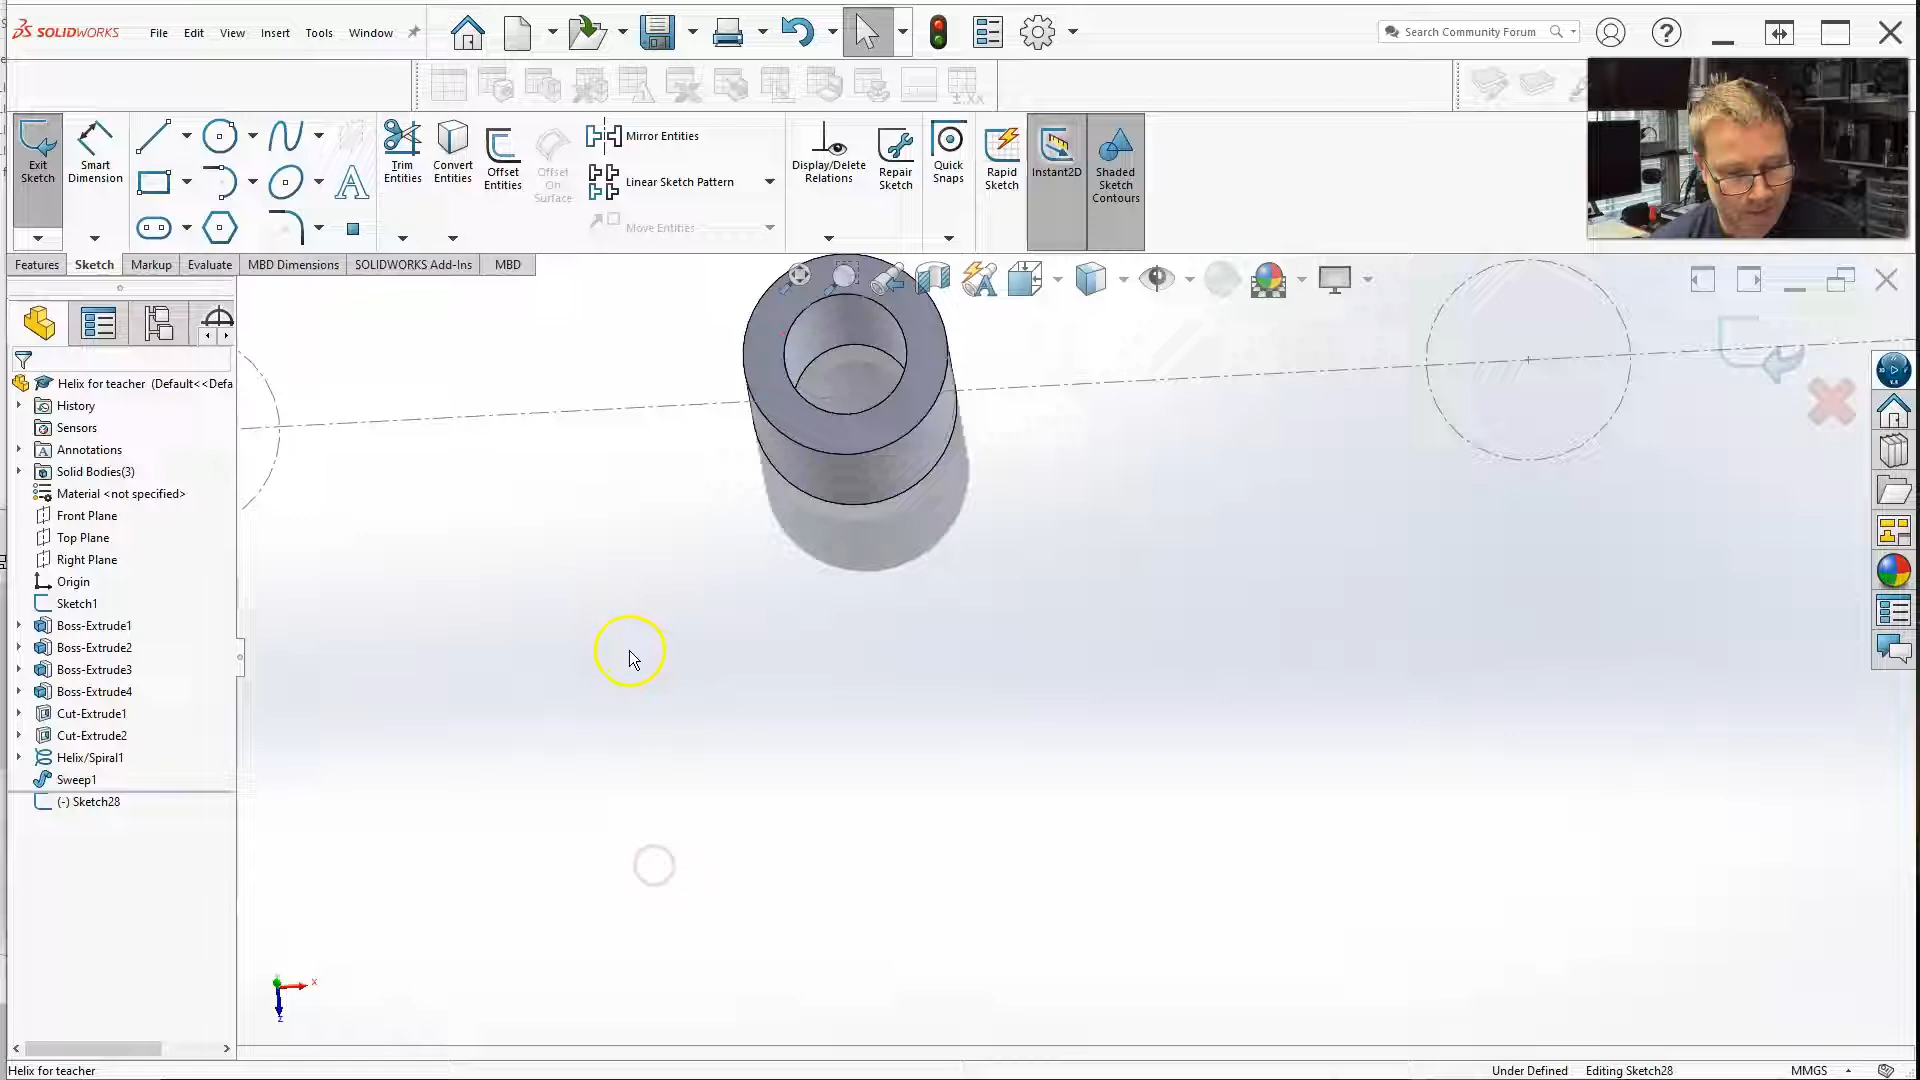 SOLIDWORKS File Edit View Insert Tools Window Search Community Forum
Exit Sketch
Smart Dimension
Trim Entities
Convert Entities
Offset Entities
Offset On Surface
Mirror Entities
Linear Sketch Pattern
Move Entities
Display/Delete Relations
Repair Sketch
Quick Snaps
Rapid Sketch
Instant2D
Shaded Sketch Contours
Features Sketch Markup Evaluate MBD Dimensions SOLIDWORKS Add-Ins MBD
Helix for teacher (Default<<Defa
History
Sensors
Annotations
Solid Bodies(3)
Material <not specified>
Front Plane
Top Plane
Right Plane
Origin
Sketch1
Boss-Extrude1
Boss-Extrude2
Boss-Extrude3
Boss-Extrude4
Cut-Extrude1
Cut-Extrude2
Helix/Spiral1
Sweep1
(-) Sketch28
X
Z
Helix for teacher Under Defined Editing Sketch28 MMGS